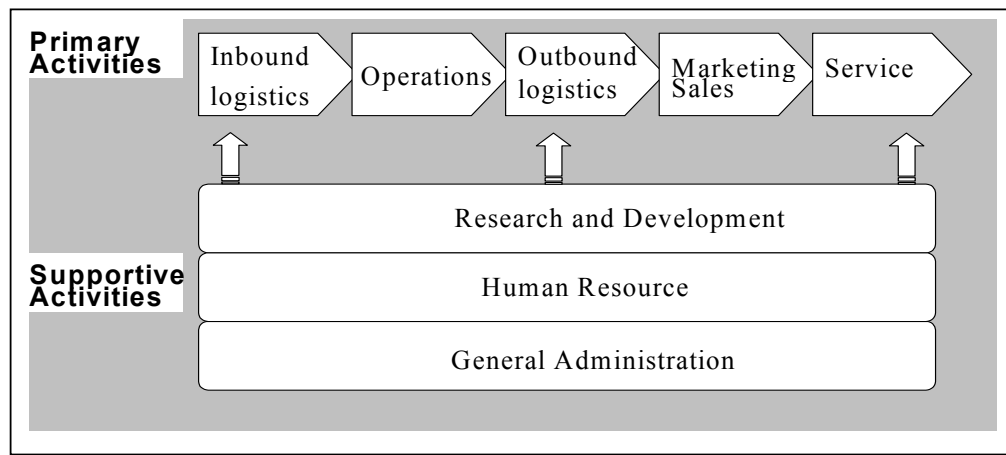 Primary
Activities
Inbound
logistics
Operations
Outbound
logistics
Marketing
Sales
Service
Research and Development
Supportive
Activities
Human Resource
General Administration